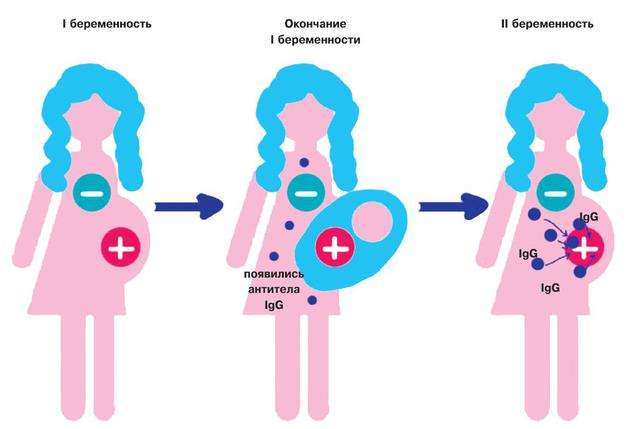 I беременность
Окончание
I беременности
II беременность
появились
антитела
IgG
IgG
IgG
IgG